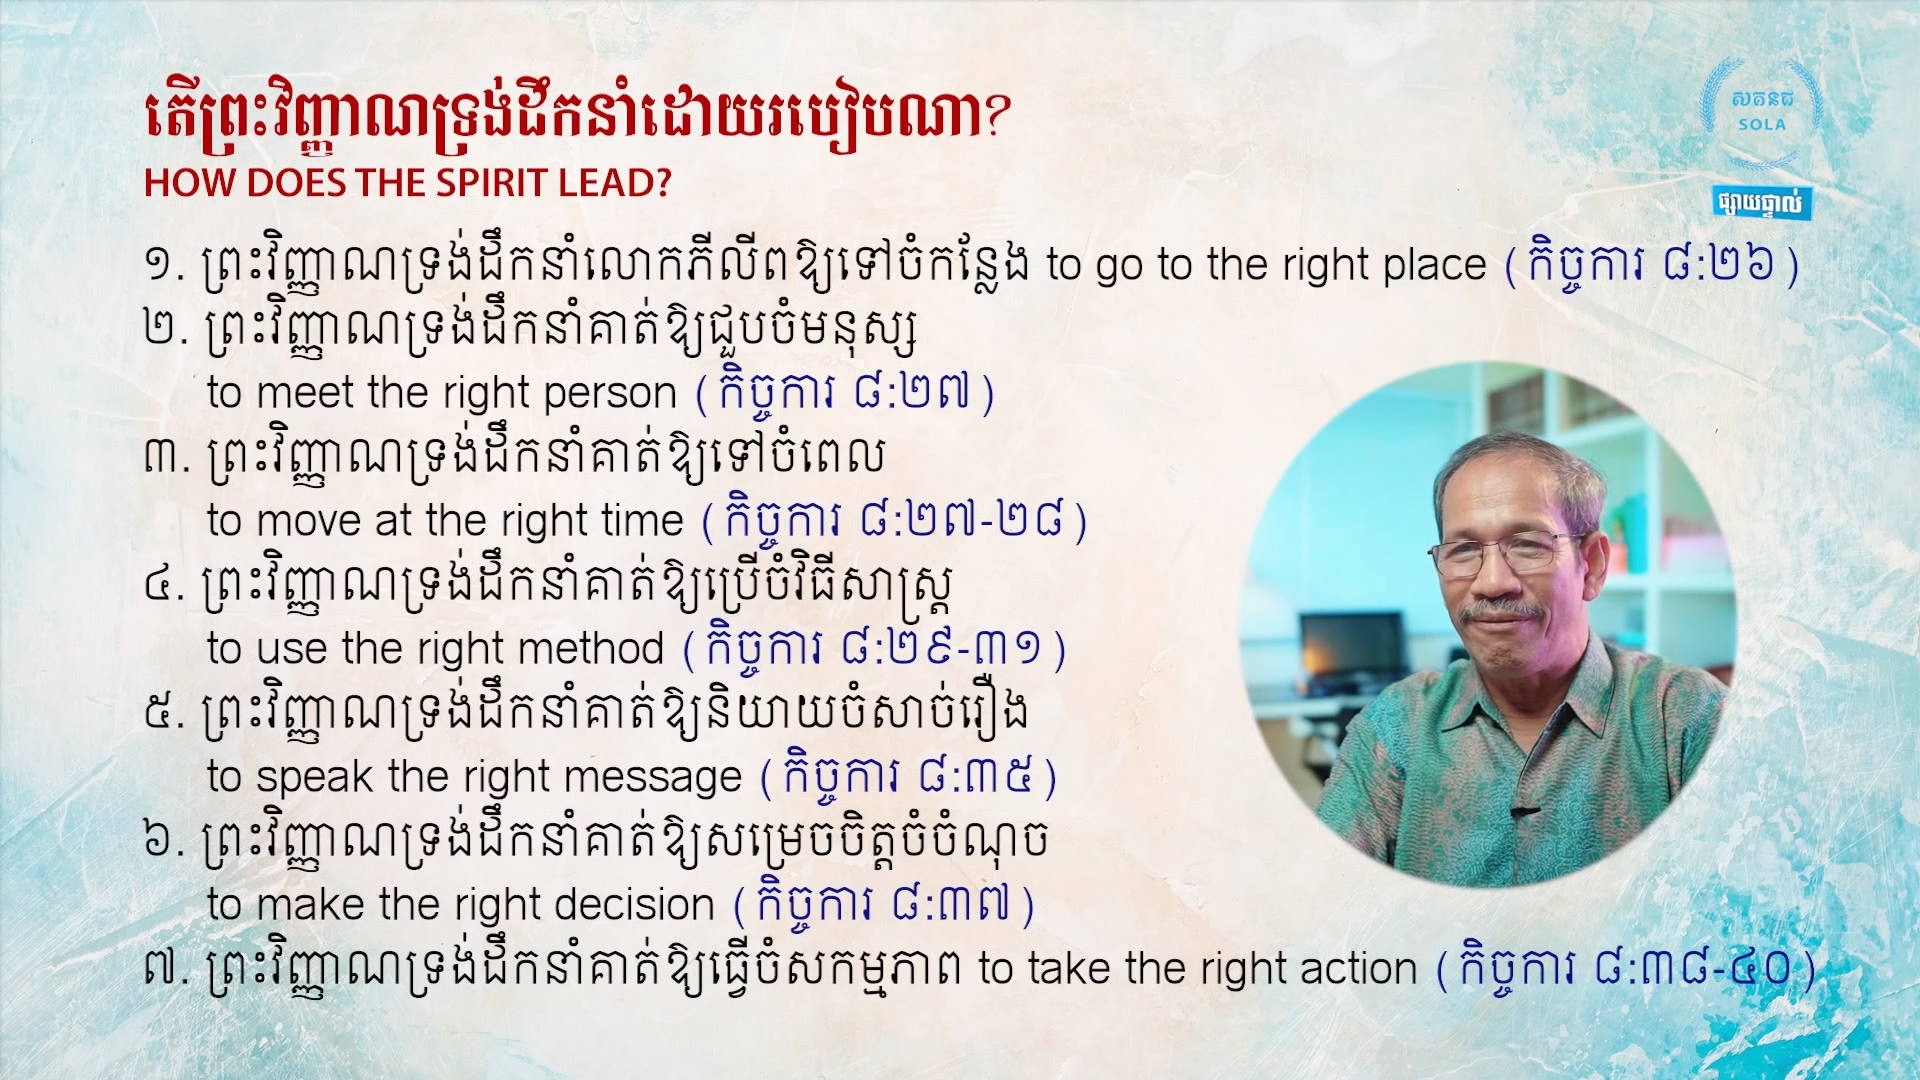 តើព្រះវិញ្ញាណទ្រង់ដឹកនាំដោយរបៀបណា?
HOW DOES THE SPIRIT LEAD?
១. ព្រះវិញ្ញាណទ្រង់ដឹកនាំលោកភីលីពឱ្យទៅចំកន្លែង to go to the right place (កិច្ចការ ៨:២៦)
២. ព្រះវិញ្ញាណទ្រង់ដឹកនាំគាត់ឱ្យជួបចំមនុស្ស
to meet the right person (កិច្ចការ ៨:២៧)
៣. ព្រះវិញ្ញាណទ្រង់ដឹកនាំគាត់ឱ្យទៅចំពេល
to move at the right time (កិច្ចការ ៨:២៧-២៨)
៤. ព្រះវិញ្ញាណទ្រង់ដឹកនាំគាត់ឱ្យប្រើចំវិធីសាស្ត្រ
to use the right method (កិច្ចការ ៨:២៩-៣១)
៥. ព្រះវិញ្ញាណទ្រង់ដឹកនាំគាត់ឱ្យនិយាយចំសាច់រឿង
to speak the right message (កិច្ចការ ៨:៣៥)
៦. ព្រះវិញ្ញាណទ្រង់ដឹកនាំគាត់ឱ្យសម្រេចចិត្តចំចំណុច
to make the right decision (កិច្ចការ ៨:៣៧)
៧. ព្រះវិញ្ញាណទ្រង់ដឹកនាំគាត់ឱ្យធ្វើចំសកម្មភាព to take the right action (កិច្ចការ ៨:៣៨-៤០)
សគនជ
SOLA
ផ្សាយផ្ទាល់